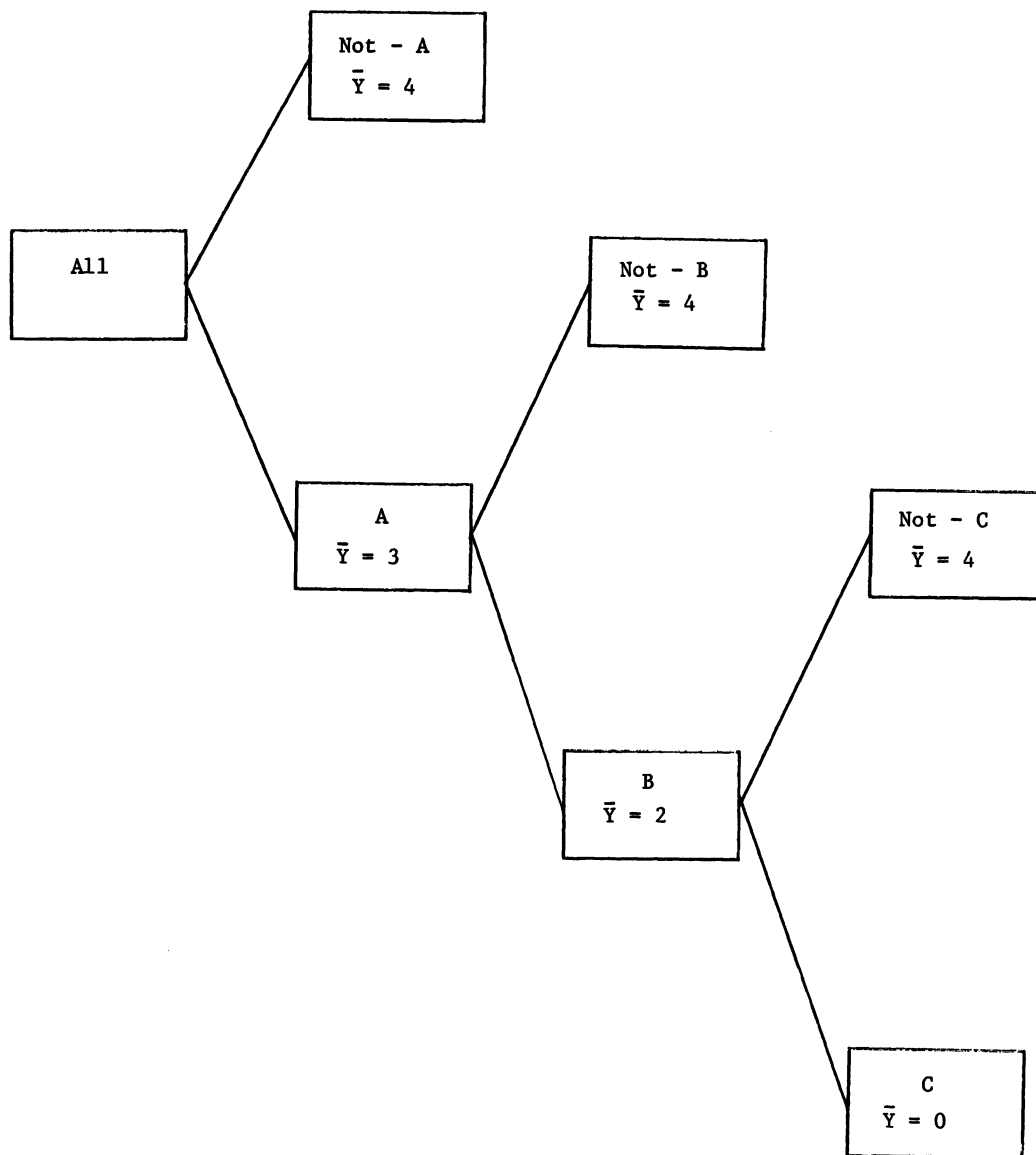 Not - A
Ȳ = 4
All
Not - B
Ȳ = 4
A
Ȳ = 3
Not - C
Ȳ = 4
B
Ȳ = 2
C
Ȳ = 0